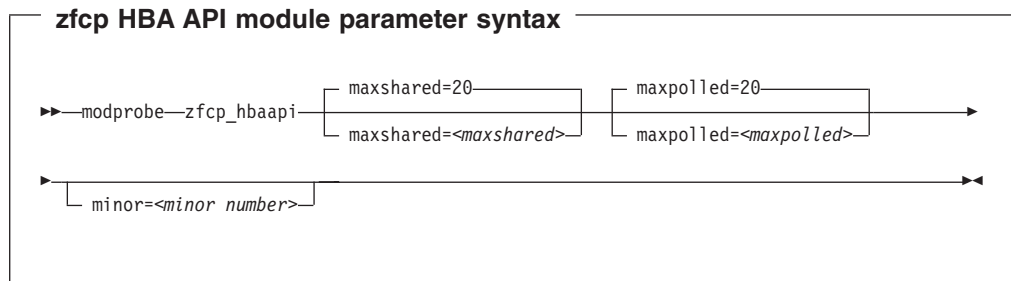 zfcp HBA API module parameter syntax
maxshared=20 maxpolled=20
modprobe zfcp_hbaapi
maxshared=<maxshared> maxpolled=<maxpolled>
minor=<minor number>